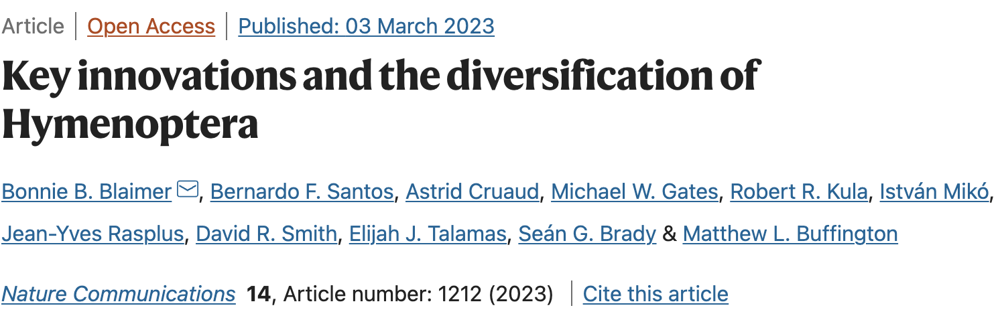 Article | Open Access | Published: 03 March 2023
Key innovations and the diversification of
Hymenoptera
Bonnie B. Blaimer, Bernardo F. Santos, Astrid Cruaud, Michael W. Gates, Robert R. Kula, István Mikó,
Jean-Yves Rasplus, David R. Smith, Elijah J. Talamas, Seán G. Brady & Matthew L. Buffington
Nature Communications 14, Article number: 1212 (2023) | Cite this article